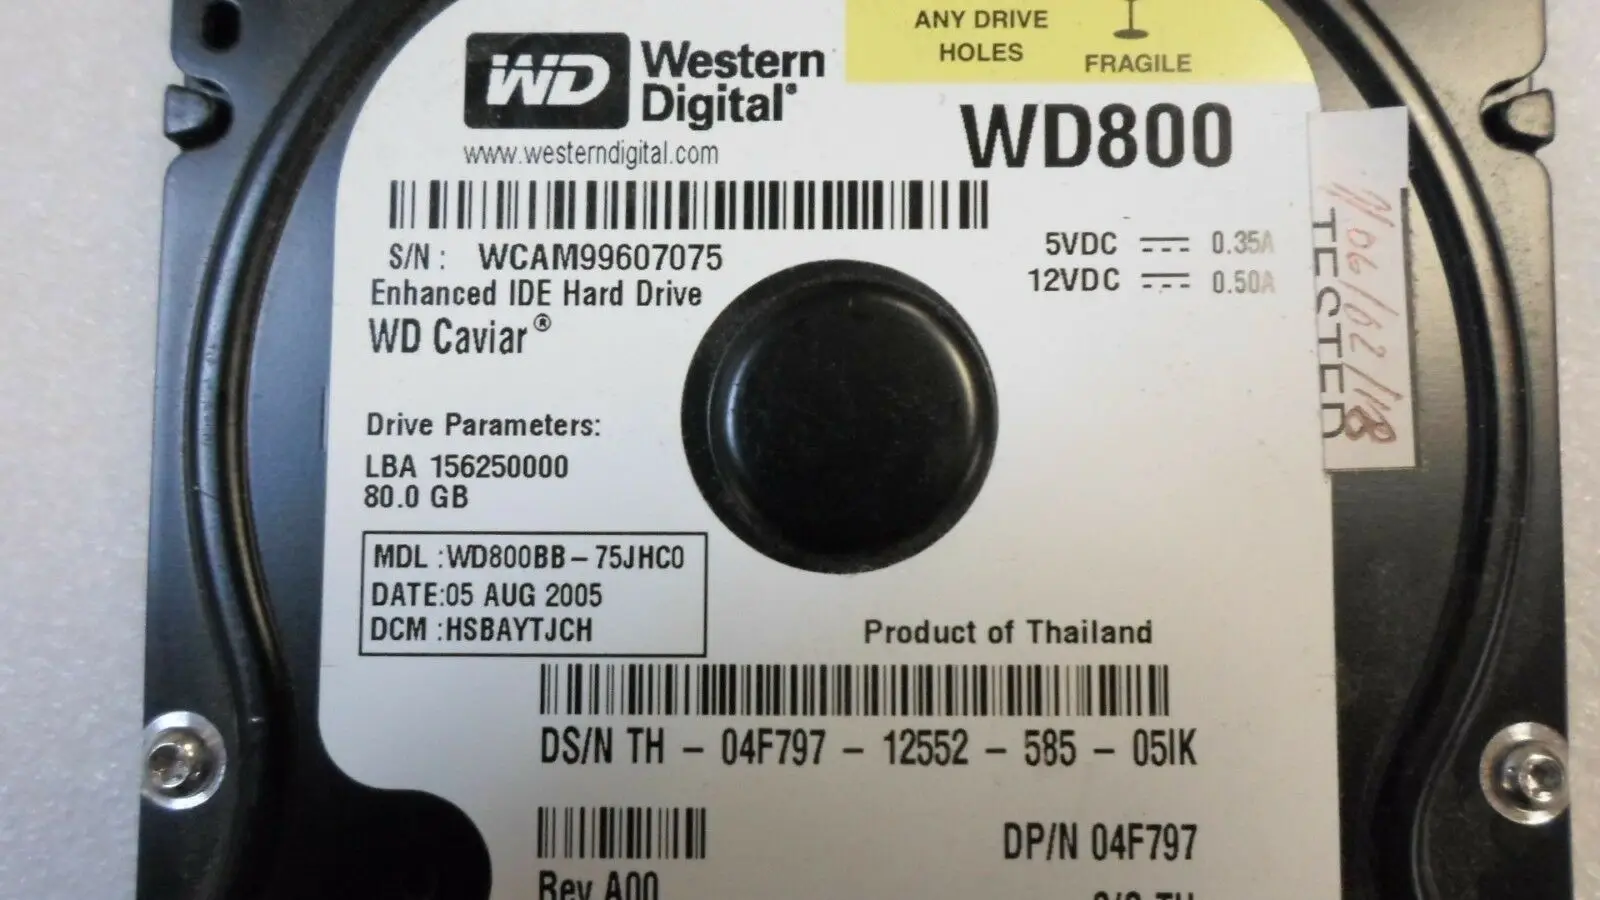 ANY DRIVE
HOLES
FRAGILE
WD
Western
Digital®
www.westerndigital.com
WD800
S/N : WCAM99607075
Enhanced IDE Hard Drive
WD Caviar®
5VDC 0.35A
12VDC 0.50A
TESTED
Drive Parameters:
LBA 156250000
80.0 GB
MDL :WD800BB – 75JHC0
DATE:05 AUG 2005
DCM :HSBAYTJCH
Product of Thailand
DS/N TH – 04F797 – 12552 – 585 – 05IK
DP/N 04F797
Rev A00